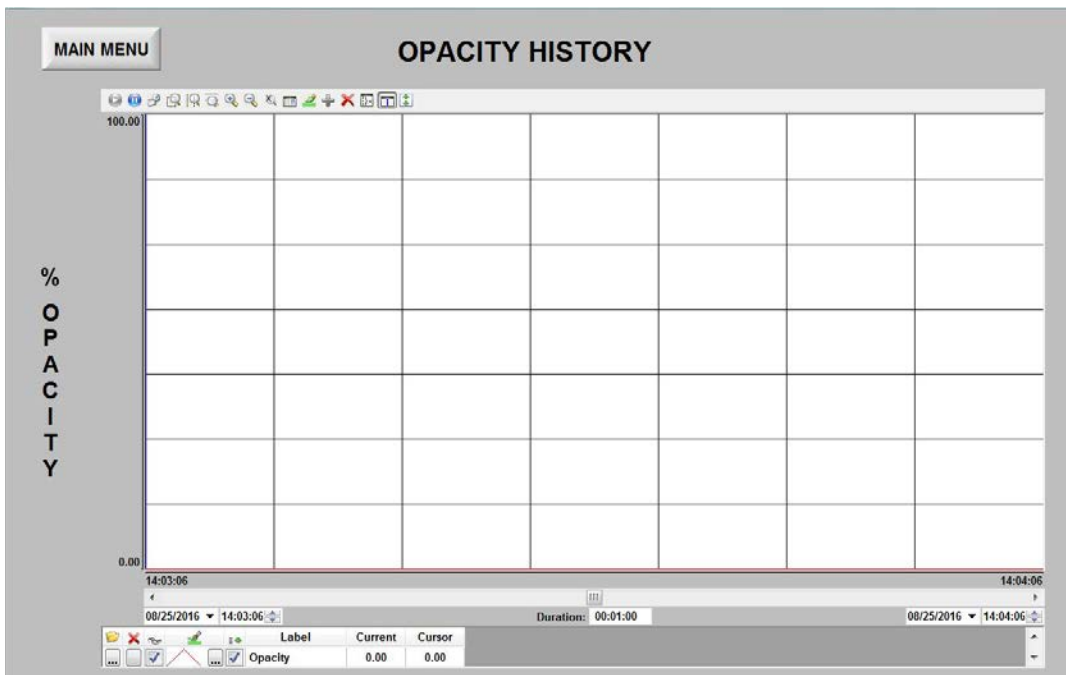 MAIN MENU
OPACITY HISTORY
100.00
% OPACITY
0.00
14:03:06 14:04:06
08/25/2016 14:03:06 Duration: 00:01:00 08/25/2016 14:04:06
Label Current Cursor
... ... Opacity 0.00 0.00